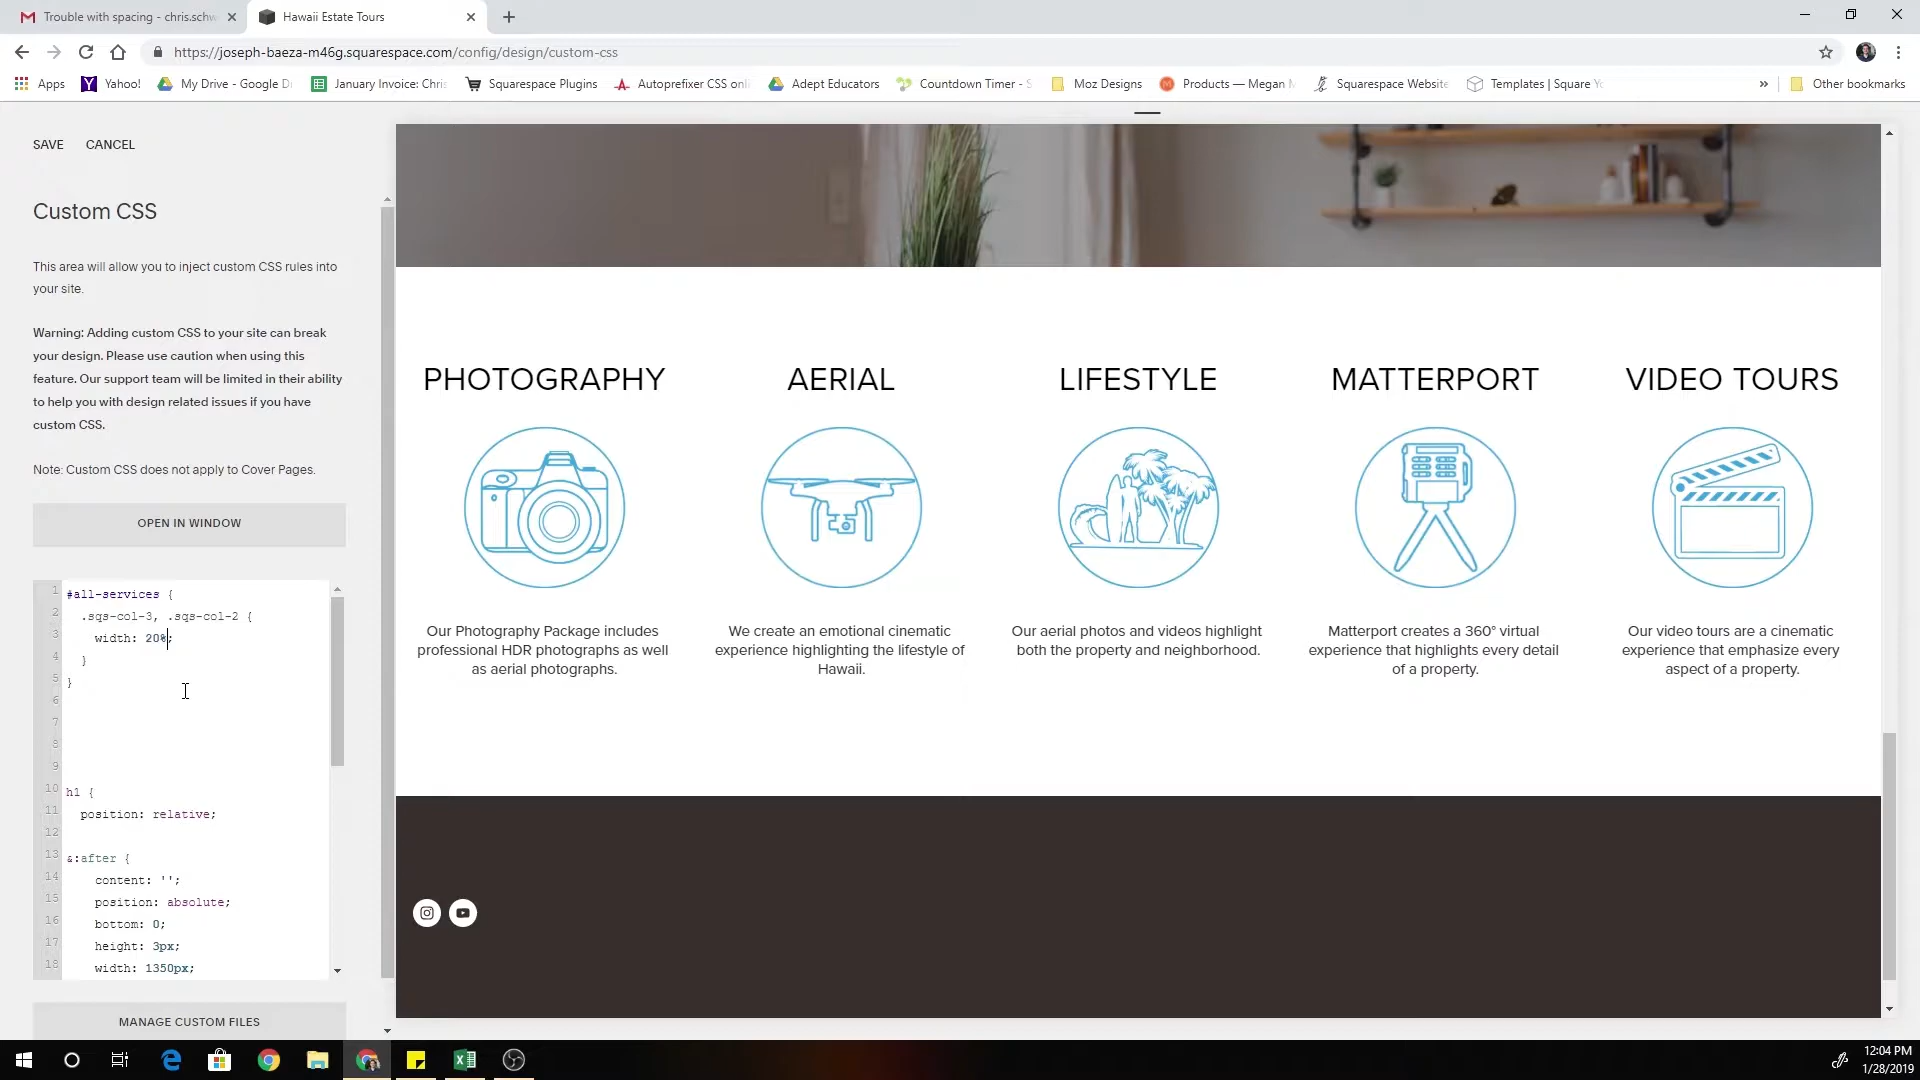 Trouble with spacing - chris.schw
Hawaii Estate Tours
https://joseph-baeza-m46g.squarespace.com/config/design/custom-css
Apps
Yahoo!
My Drive - Google D
January Invoice: Chris
Squarespace Plugins
Autoprefixer CSS onl
Adept Educators
Countdown Timer - S
Moz Designs
Products — Megan M
Squarespace Website
Templates | Square Yo
»
Other bookmarks
SAVE
CANCEL
Custom CSS
This area will allow you to inject custom CSS rules into
your site.
Warning: Adding custom CSS to your site can break
your design. Please use caution when using this
feature. Our support team will be limited in their ability
to help you with design related issues if you have
custom CSS.
Note: Custom CSS does not apply to Cover Pages.
OPEN IN WINDOW
1 #all-services {
2 .sqs-col-3, .sqs-col-2 {
3 width: 20%;
4 }
5 }
6
7
8
9
10 h1 {
11 position: relative;
12
13 &:after {
14 content: '';
15 position: absolute;
16 bottom: 0;
17 height: 3px;
18 width: 1350px;
MANAGE CUSTOM FILES
PHOTOGRAPHY
Our Photography Package includes
professional HDR photographs as well
as aerial photographs.
AERIAL
We create an emotional cinematic
experience highlighting the lifestyle of
Hawaii.
LIFESTYLE
Our aerial photos and videos highlight
both the property and neighborhood.
MATTERPORT
Matterport creates a 360° virtual
experience that highlights every detail
of a property.
VIDEO TOURS
Our video tours are a cinematic
experience that emphasize every
aspect of a property.
12:04 PM
1/28/2019